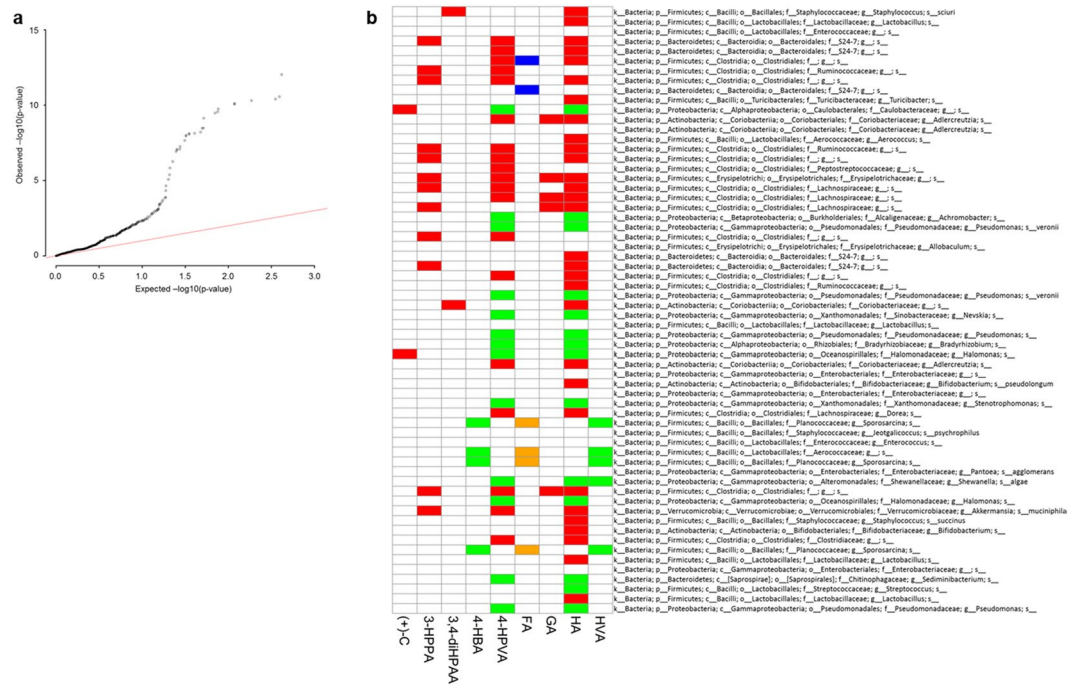 a
b
15
10
5
0
Observed –log10(p-value)
0.0 0.5 1.0 1.5 2.0 2.5 3.0
Expected –log10(p-value)
k__Bacteria; p__Firmicutes; c__Bacilli; o__Bacillales; f__Staphylococcaceae; g__Staphylococcus; s__sciuri
k__Bacteria; p__Firmicutes; c__Bacilli; o__Lactobacillales; f__Lactobacillaceae; g__Lactobacillus; s__
k__Bacteria; p__Firmicutes; c__Bacilli; o__Lactobacillales; f__Enterococcaceae; g__; s__
k__Bacteria; p__Bacteroidetes; c__Bacteroidia; o__Bacteroidales; f__S24-7; g__; s__
k__Bacteria; p__Bacteroidetes; c__Bacteroidia; o__Bacteroidales; f__S24-7; g__; s__
k__Bacteria; p__Firmicutes; c__Clostridia; o__Clostridiales; f__; g__; s__
k__Bacteria; p__Firmicutes; c__Clostridia; o__Clostridiales; f__Ruminococcaceae; g__; s__
k__Bacteria; p__Firmicutes; c__Clostridia; o__Clostridiales; f__; g__; s__
k__Bacteria; p__Bacteroidetes; c__Bacteroidia; o__Bacteroidales; f__S24-7; g__; s__
k__Bacteria; p__Firmicutes; c__Bacilli; o__Turicibacterales; f__Turicibacteraceae; g__Turicibacter; s__
k__Bacteria; p__Proteobacteria; c__Alphaproteobacteria; o__Caulobacterales; f__Caulobacteraceae; g__; s__
k__Bacteria; p__Actinobacteria; c__Coriobacteriia; o__Coriobacteriales; f__Coriobacteriaceae; g__Adlercreutzia; s__
k__Bacteria; p__Actinobacteria; c__Coriobacteriia; o__Coriobacteriales; f__Coriobacteriaceae; g__Adlercreutzia; s__
k__Bacteria; p__Firmicutes; c__Bacilli; o__Lactobacillales; f__Aerococcaceae; g__Aerococcus; s__
k__Bacteria; p__Firmicutes; c__Clostridia; o__Clostridiales; f__Ruminococcaceae; g__; s__
k__Bacteria; p__Firmicutes; c__Clostridia; o__Clostridiales; f__; g__; s__
k__Bacteria; p__Firmicutes; c__Clostridia; o__Clostridiales; f__Peptostreptococcaceae; g__; s__
k__Bacteria; p__Firmicutes; c__Erysipelotrichi; o__Erysipelotrichales; f__Erysipelotrichaceae; g__; s__
k__Bacteria; p__Firmicutes; c__Clostridia; o__Clostridiales; f__Lachnospiraceae; g__; s__
k__Bacteria; p__Firmicutes; c__Clostridia; o__Clostridiales; f__Lachnospiraceae; g__; s__
k__Bacteria; p__Firmicutes; c__Clostridia; o__Clostridiales; f__Lachnospiraceae; g__; s__
k__Bacteria; p__Proteobacteria; c__Betaproteobacteria; o__Burkholderiales; f__Alcaligenaceae; g__Achromobacter; s__
k__Bacteria; p__Proteobacteria; c__Gammaproteobacteria; o__Pseudomonadales; f__Pseudomonadaceae; g__Pseudomonas; s__veronii
k__Bacteria; p__Firmicutes; c__Clostridia; o__Clostridiales; f__; g__; s__
k__Bacteria; p__Firmicutes; c__Erysipelotrichi; o__Erysipelotrichales; f__Erysipelotrichaceae; g__Allobaculum; s__
k__Bacteria; p__Bacteroidetes; c__Bacteroidia; o__Bacteroidales; f__S24-7; g__; s__
k__Bacteria; p__Bacteroidetes; c__Bacteroidia; o__Bacteroidales; f__S24-7; g__; s__
k__Bacteria; p__Firmicutes; c__Clostridia; o__Clostridiales; f__; g__; s__
k__Bacteria; p__Firmicutes; c__Clostridia; o__Clostridiales; f__Ruminococcaceae; g__; s__
k__Bacteria; p__Proteobacteria; c__Gammaproteobacteria; o__Pseudomonadales; f__Pseudomonadaceae; g__Pseudomonas; s__veronii
k__Bacteria; p__Actinobacteria; c__Coriobacteriia; o__Coriobacteriales; f__Coriobacteriaceae; g__; s__
k__Bacteria; p__Proteobacteria; c__Gammaproteobacteria; o__Xanthomonadales; f__Sinobacteraceae; g__Nevskia; s__
k__Bacteria; p__Firmicutes; c__Bacilli; o__Lactobacillales; f__Lactobacillaceae; g__Lactobacillus; s__
k__Bacteria; p__Proteobacteria; c__Gammaproteobacteria; o__Pseudomonadales; f__Pseudomonadaceae; g__Pseudomonas; s__
k__Bacteria; p__Proteobacteria; c__Alphaproteobacteria; o__Rhizobiales; f__Bradyrhizobiaceae; g__Bradyrhizobium; s__
k__Bacteria; p__Proteobacteria; c__Gammaproteobacteria; o__Oceanospirillales; f__Halomonadaceae; g__Halomonas; s__
k__Bacteria; p__Actinobacteria; c__Coriobacteriia; o__Coriobacteriales; f__Coriobacteriaceae; g__Adlercreutzia; s__
k__Bacteria; p__Proteobacteria; c__Gammaproteobacteria; o__Enterobacteriales; f__Enterobacteriaceae; g__; s__
k__Bacteria; p__Actinobacteria; c__Actinobacteria; o__Bifidobacteriales; f__Bifidobacteriaceae; g__Bifidobacterium; s__pseudolongum
k__Bacteria; p__Proteobacteria; c__Gammaproteobacteria; o__Enterobacteriales; f__Enterobacteriaceae; g__; s__
k__Bacteria; p__Proteobacteria; c__Gammaproteobacteria; o__Xanthomonadales; f__Xanthomonadaceae; g__Stenotrophomonas; s__
k__Bacteria; p__Firmicutes; c__Clostridia; o__Clostridiales; f__Lachnospiraceae; g__Dorea; s__
k__Bacteria; p__Firmicutes; c__Bacilli; o__Bacillales; f__Planococcaceae; g__Sporosarcina; s__
k__Bacteria; p__Firmicutes; c__Bacilli; o__Bacillales; f__Staphylococcaceae; g__Jeotgalicoccus; s__psychrophilus
k__Bacteria; p__Firmicutes; c__Bacilli; o__Lactobacillales; f__Enterococcaceae; g__Enterococcus; s__
k__Bacteria; p__Firmicutes; c__Bacilli; o__Lactobacillales; f__Aerococcaceae; g__; s__
k__Bacteria; p__Firmicutes; c__Bacilli; o__Bacillales; f__Planococcaceae; g__Sporosarcina; s__
k__Bacteria; p__Proteobacteria; c__Gammaproteobacteria; o__Enterobacteriales; f__Enterobacteriaceae; g__Pantoea; s__agglomerans
k__Bacteria; p__Proteobacteria; c__Gammaproteobacteria; o__Alteromonadales; f__Shewanellaceae; g__Shewanella; s__algae
k__Bacteria; p__Firmicutes; c__Clostridia; o__Clostridiales; f__; g__; s__
k__Bacteria; p__Proteobacteria; c__Gammaproteobacteria; o__Oceanospirillales; f__Halomonadaceae; g__Halomonas; s__
k__Bacteria; p__Verrucomicrobia; c__Verrucomicrobiae; o__Verrucomicrobiales; f__Verrucomicrobiaceae; g__Akkermansia; s__muciniphila
k__Bacteria; p__Firmicutes; c__Bacilli; o__Bacillales; f__Staphylococcaceae; g__Staphylococcus; s__succinus
k__Bacteria; p__Actinobacteria; c__Actinobacteria; o__Bifidobacteriales; f__Bifidobacteriaceae; g__Bifidobacterium; s__
k__Bacteria; p__Firmicutes; c__Clostridia; o__Clostridiales; f__Clostridiaceae; g__; s__
k__Bacteria; p__Firmicutes; c__Bacilli; o__Bacillales; f__Planococcaceae; g__Sporosarcina; s__
k__Bacteria; p__Firmicutes; c__Bacilli; o__Lactobacillales; f__Lactobacillaceae; g__Lactobacillus; s__
k__Bacteria; p__Proteobacteria; c__Gammaproteobacteria; o__Enterobacteriales; f__Enterobacteriaceae; g__; s__
k__Bacteria; p__Bacteroidetes; c__[Saprospirae]; o__[Saprospirales]; f__Chitinophagaceae; g__Sediminibacterium; s__
k__Bacteria; p__Firmicutes; c__Bacilli; o__Lactobacillales; f__Streptococcaceae; g__Streptococcus; s__
k__Bacteria; p__Firmicutes; c__Bacilli; o__Lactobacillales; f__Lactobacillaceae; g__Lactobacillus; s__
k__Bacteria; p__Proteobacteria; c__Gammaproteobacteria; o__Pseudomonadales; f__Pseudomonadaceae; g__Pseudomonas; s__
(+)-C
3-HPPA
3,4-diHPAA
4-HBA
4-HPVA
FA
GA
HA
HVA